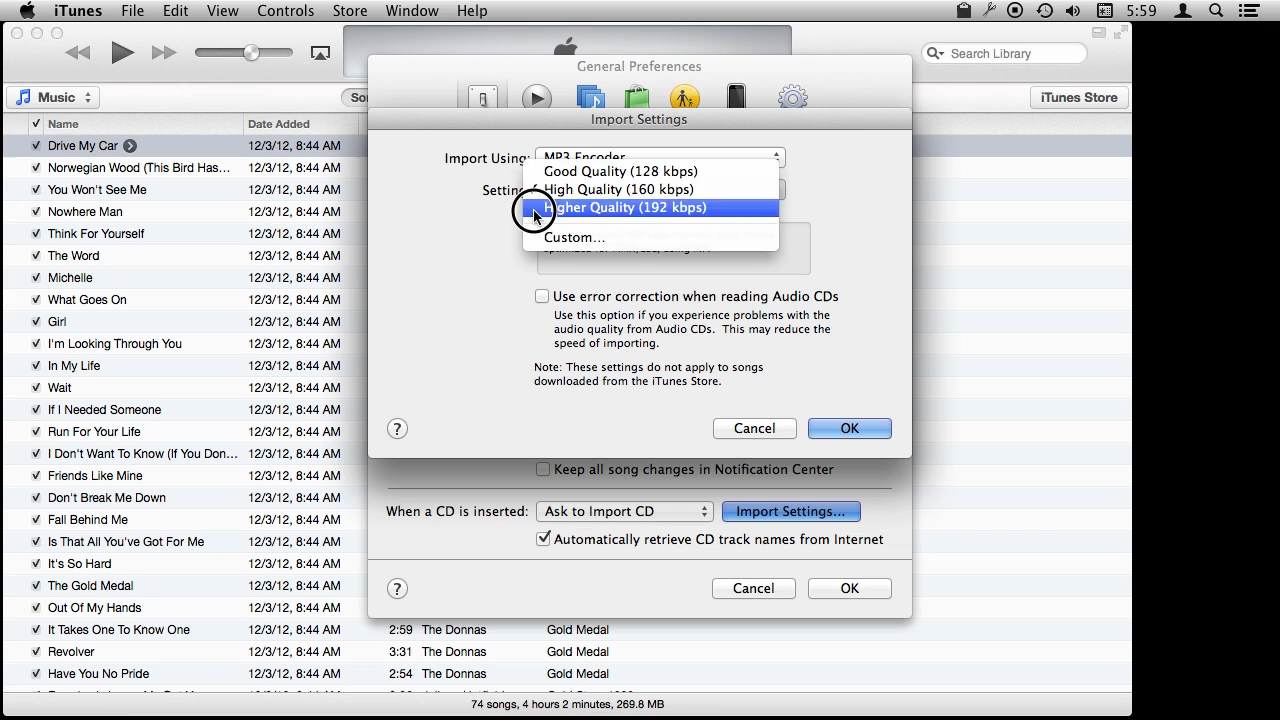 iTunes File Edit View Controls Store Window Help 5:59
Search Library
General Preferences
Music
iTunes Store
Import Settings
Name Date Added
Drive My Car 12/3/12, 8:44 AM
Norwegian Wood (This Bird Has... 12/3/12, 8:44 AM
You Won't See Me 12/3/12, 8:44 AM
Nowhere Man 12/3/12, 8:44 AM
Think For Yourself 12/3/12, 8:44 AM
The Word 12/3/12, 8:44 AM
Michelle 12/3/12, 8:44 AM
What Goes On 12/3/12, 8:44 AM
Girl 12/3/12, 8:44 AM
I'm Looking Through You 12/3/12, 8:44 AM
In My Life 12/3/12, 8:44 AM
Wait 12/3/12, 8:44 AM
If I Needed Someone 12/3/12, 8:44 AM
Run For Your Life 12/3/12, 8:44 AM
I Don't Want To Know (If You Don... 12/3/12, 8:44 AM
Friends Like Mine 12/3/12, 8:44 AM
Don't Break Me Down 12/3/12, 8:44 AM
Fall Behind Me 12/3/12, 8:44 AM
Is That All You've Got For Me 12/3/12, 8:44 AM
It's So Hard 12/3/12, 8:44 AM
The Gold Medal 12/3/12, 8:44 AM
Out Of My Hands 12/3/12, 8:44 AM
It Takes One To Know One 12/3/12, 8:44 AM 2:59 The Donnas Gold Medal
Revolver 12/3/12, 8:44 AM 3:31 The Donnas Gold Medal
Have You No Pride 12/3/12, 8:44 AM 2:54 The Donnas Gold Medal
Import Using: MP3 Encoder
Good Quality (128 kbps)
High Quality (160 kbps)
Higher Quality (192 kbps)
Custom...
Use error correction when reading Audio CDs
Use this option if you experience problems with the
audio quality from Audio CDs. This may reduce the
speed of importing.
Note: These settings do not apply to songs
downloaded from the iTunes Store.
? Cancel OK
Keep all song changes in Notification Center
When a CD is inserted: Ask to Import CD Import Settings...
Automatically retrieve CD track names from Internet
? Cancel OK
74 songs, 4 hours 2 minutes, 269.8 MB